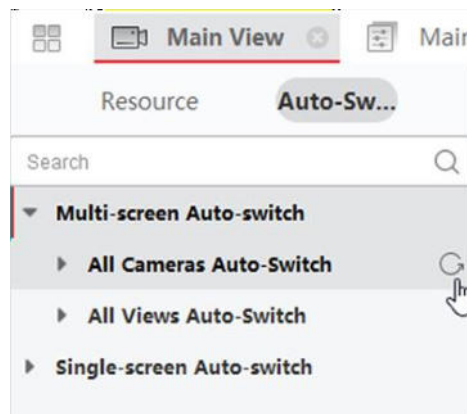 Main View Main
Resource Auto-Sw...
Search
Multi-screen Auto-switch
All Cameras Auto-Switch
All Views Auto-Switch
Single-screen Auto-switch